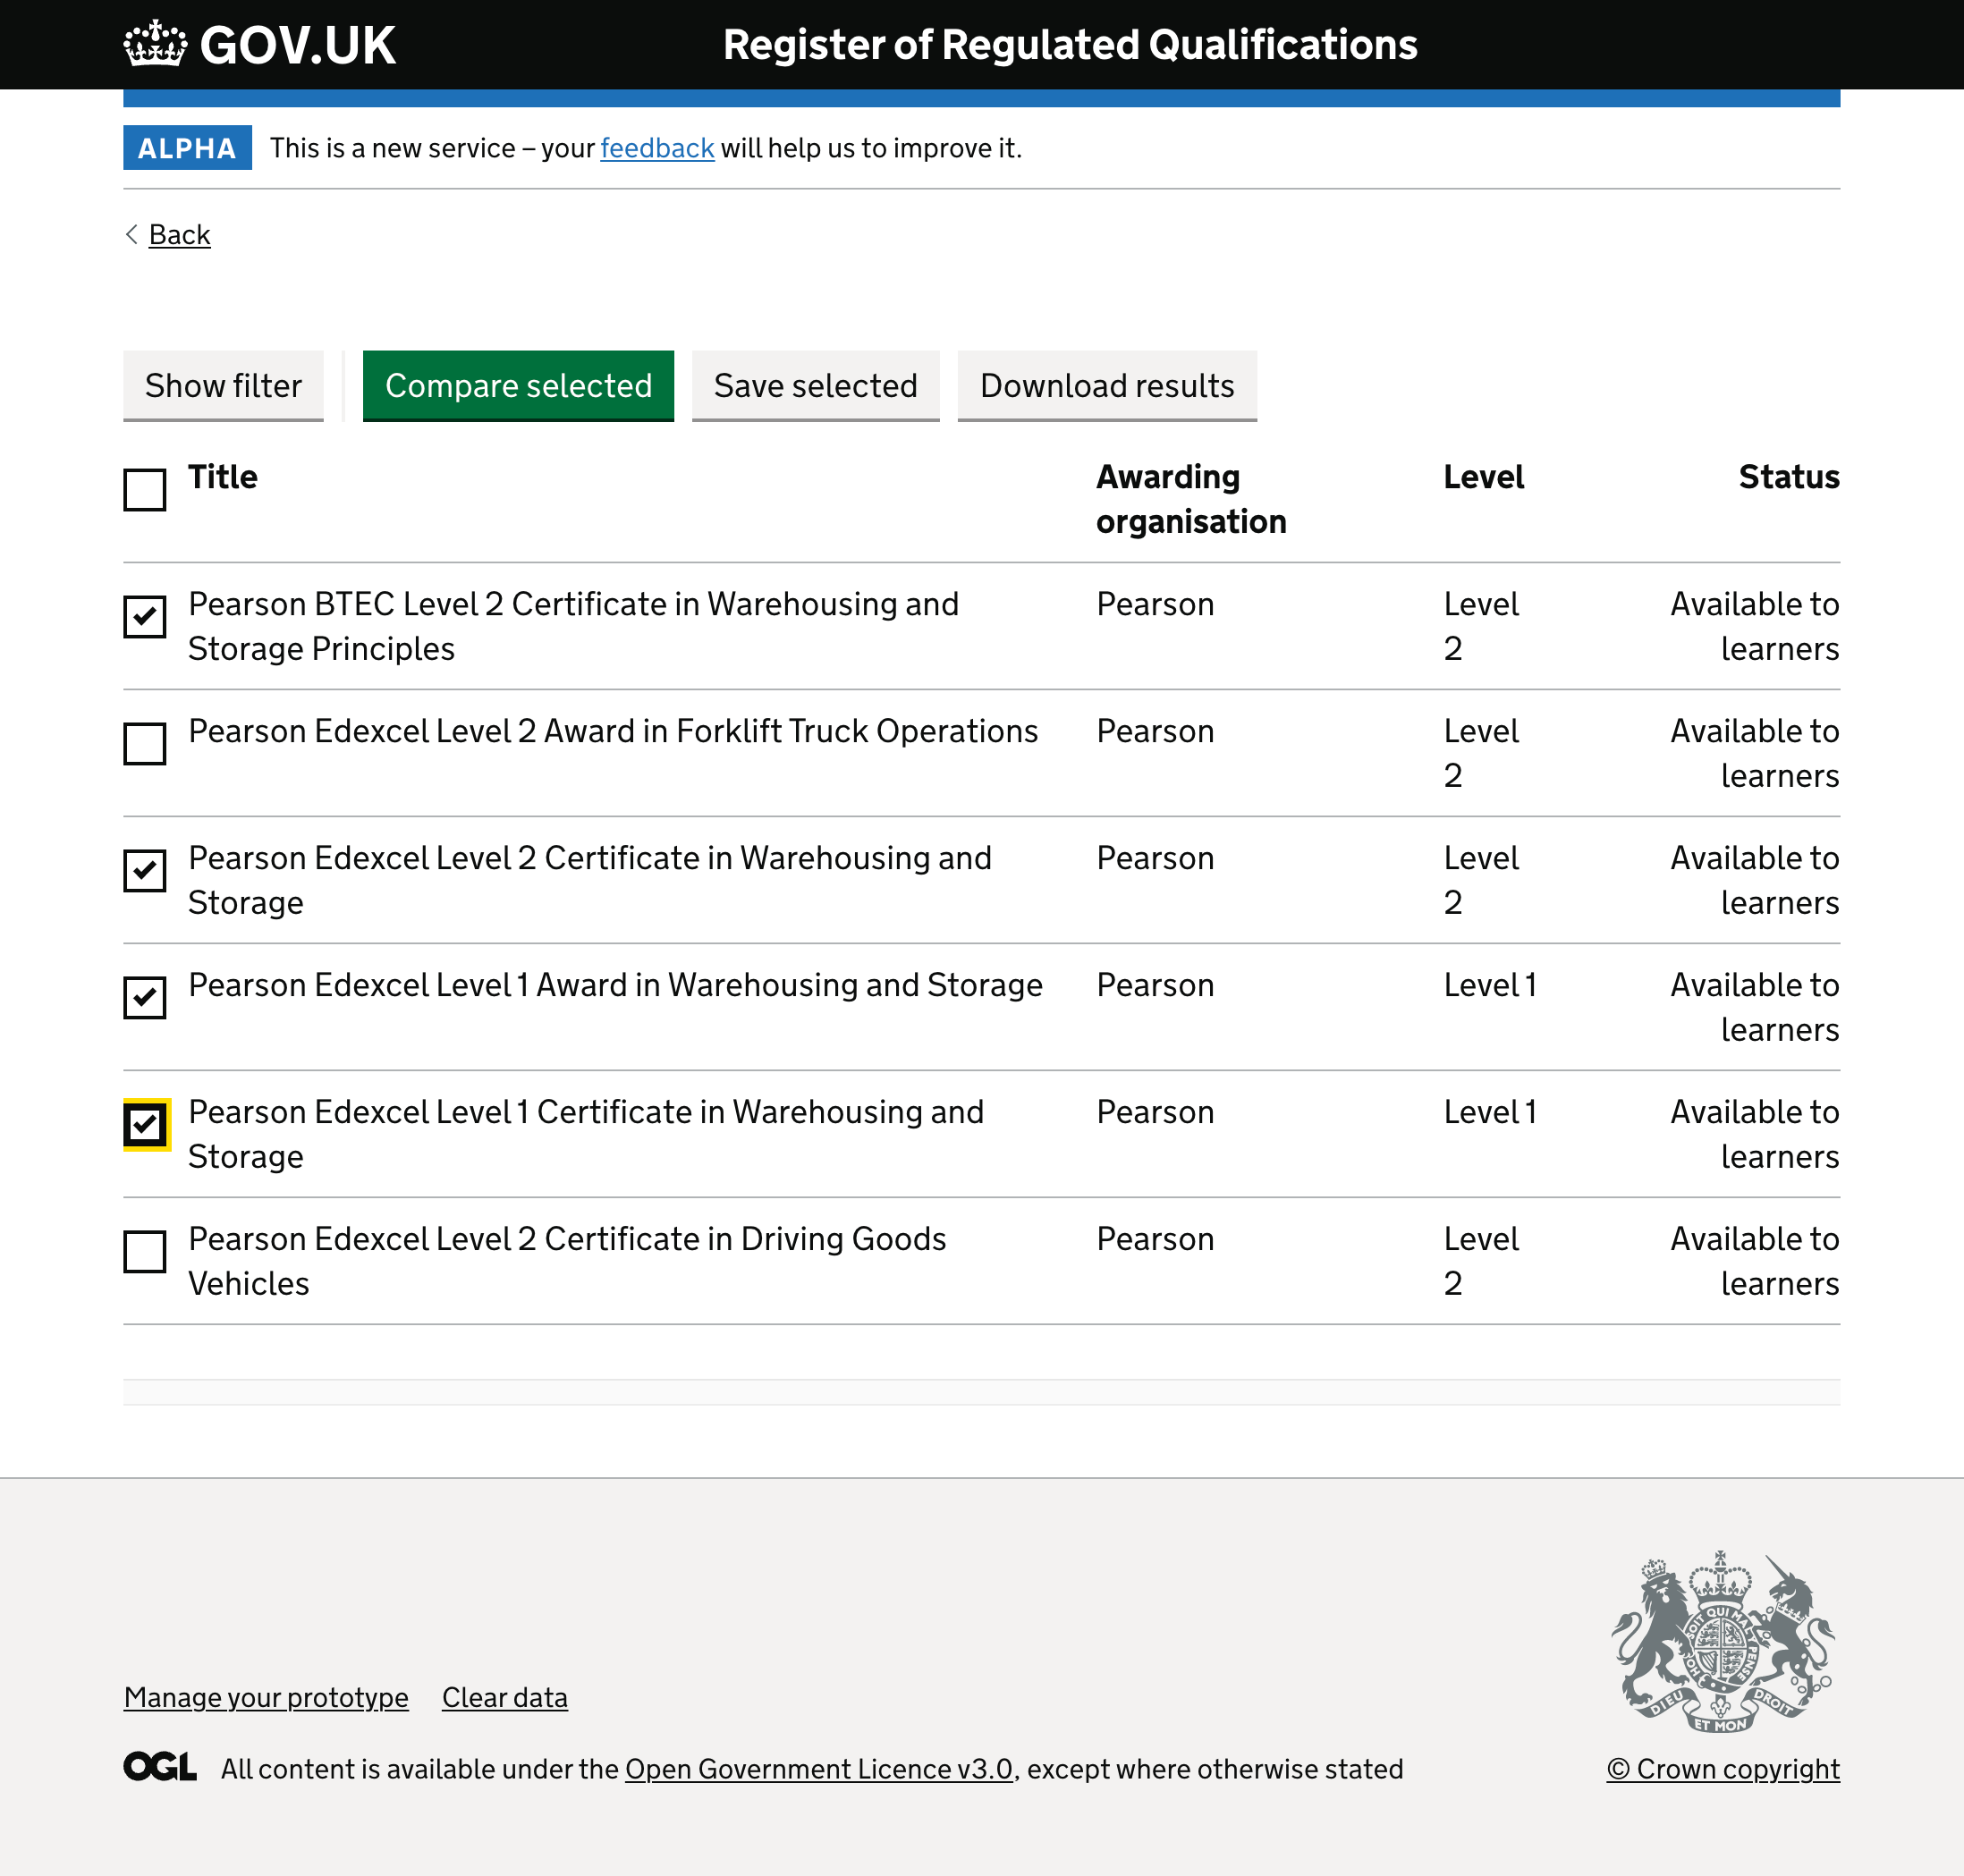 GOV.UK
Register of Regulated Qualifications
ALPHA
This is a new service – your feedback will help us to improve it.
Back
Show filter
Compare selected
Save selected
Download results
Title
Awarding
organisation
Level
Status
Pearson BTEC Level 2 Certificate in Warehousing and
Storage Principles
Pearson
Level
2
Available to
learners
Pearson Edexcel Level 2 Award in Forklift Truck Operations
Pearson
Level
2
Available to
learners
Pearson Edexcel Level 2 Certificate in Warehousing and
Storage
Pearson
Level
2
Available to
learners
Pearson Edexcel Level 1 Award in Warehousing and Storage
Pearson
Level 1
Available to
learners
Pearson Edexcel Level 1 Certificate in Warehousing and
Storage
Pearson
Level 1
Available to
learners
Pearson Edexcel Level 2 Certificate in Driving Goods
Vehicles
Pearson
Level
2
Available to
learners
Manage your prototype
Clear data
OGL
All content is available under the Open Government Licence v3.0, except where otherwise stated
DIEU ET MON DROIT
© Crown copyright